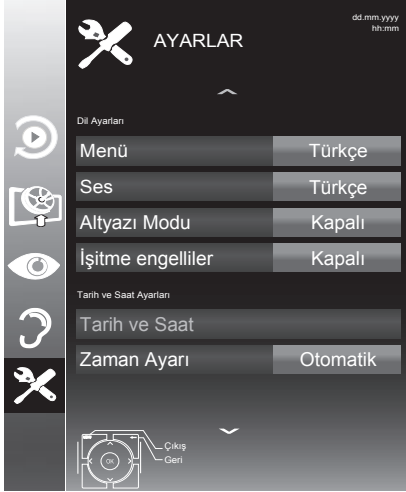 AYARLAR
dd.mm.yyyy
hh:mm
Dil Ayarları
Menü Türkçe
Ses Türkçe
Altyazı Modu Kapalı
İşitme engelliler Kapalı
Tarih ve Saat Ayarları
Tarih ve Saat
Zaman Ayarı Otomatik
Çıkış
OK Geri